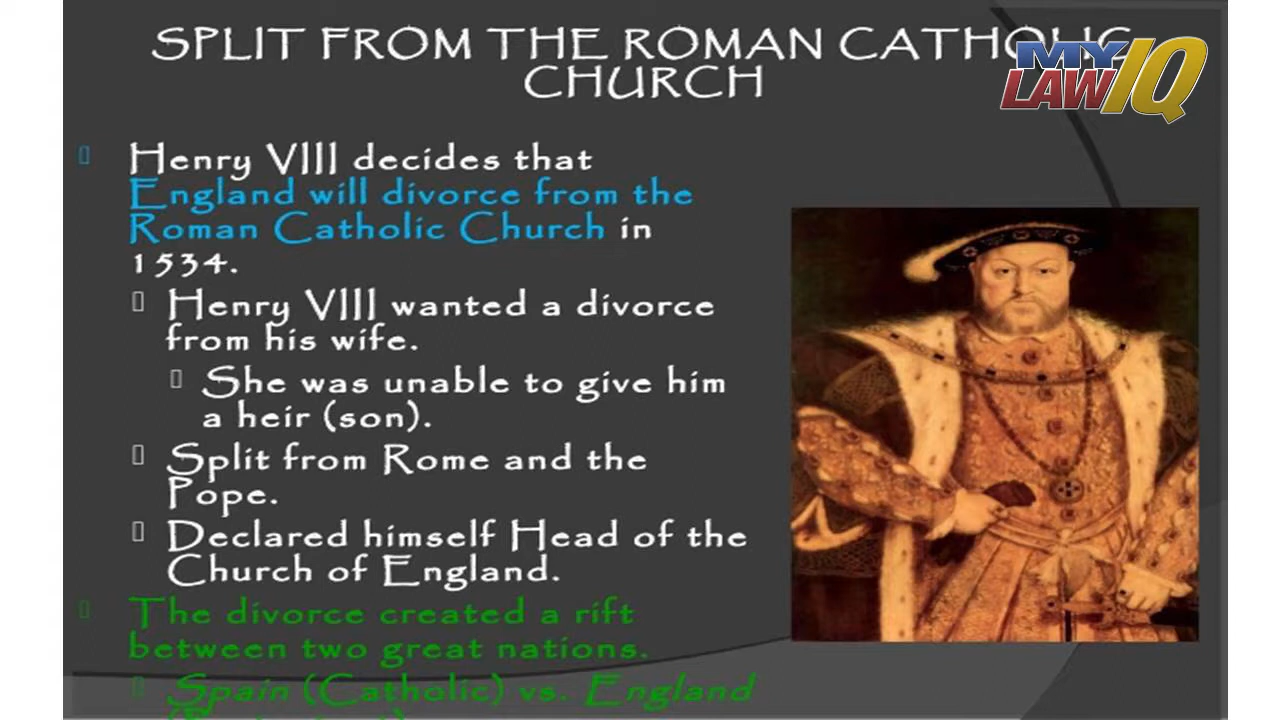 SPLIT FROM THE ROMAN CATHOLIC
CHURCH
MY
LAW IQ
Henry VIII decides that
England will divorce from the
Roman Catholic Church in
1534.
Henry VIII wanted a divorce
from his wife.
She was unable to give him
a heir (son).
Split from Rome and the
Pope.
Declared himself Head of the
Church of England.
The divorce created a rift
between two great nations.
Spain (Catholic) vs. England